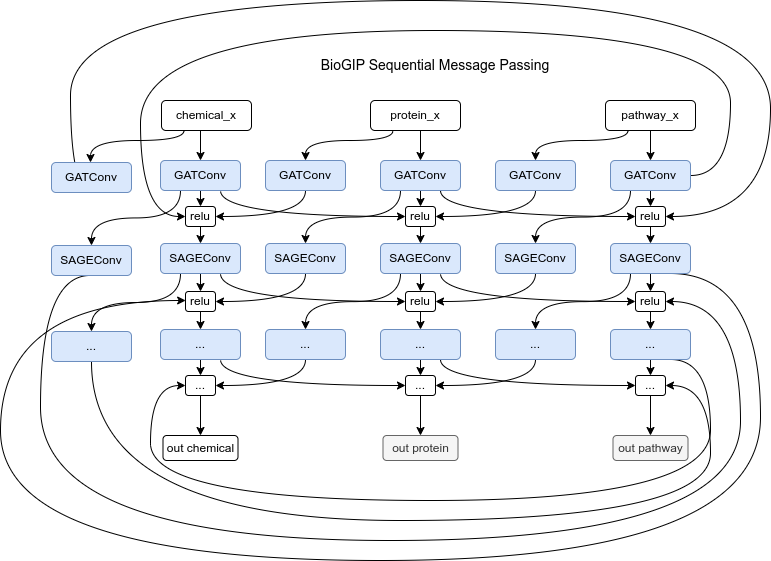 BioGIP Sequential Message Passing
chemical_x
protein_x
pathway_x
GATConv
GATConv
GATConv
GATConv
GATConv
GATConv
relu
relu
relu
SAGEConv
SAGEConv
SAGEConv
SAGEConv
SAGEConv
SAGEConv
relu
relu
relu
...
...
...
...
...
...
...
...
...
out chemical
out protein
out pathway